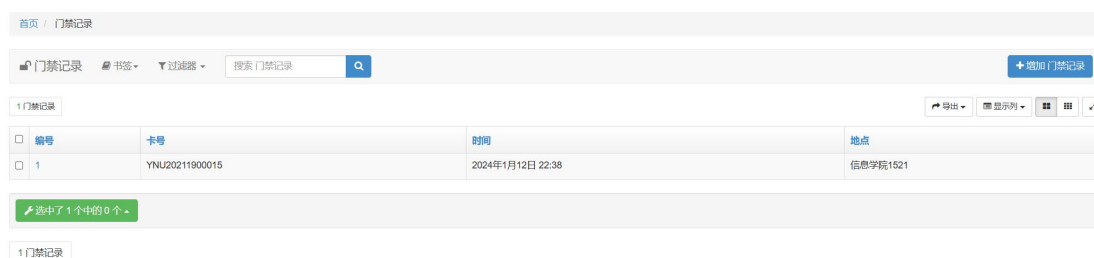 首页 / 门禁记录
门禁记录 书签 过滤器 搜索 门禁记录 增加 门禁记录
1 门禁记录 导出 显示列
编号 卡号 时间 地点
1 YNU20211900015 2024年1月12日 22:38 信息学院1521
选中了 1 个中的 0 个
1 门禁记录